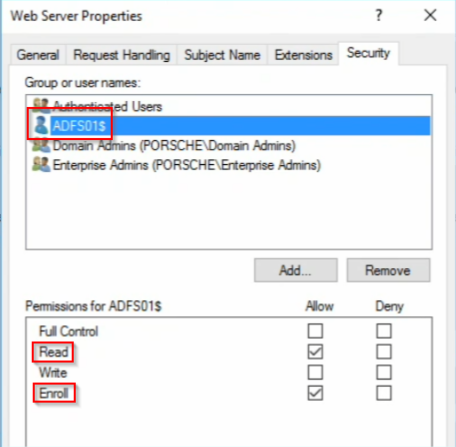 Web Server Properties ? ×
General Request Handling Subject Name Extensions Security
Group or user names:
Authenticated Users
ADFS01$
Domain Admins (PORSCHE\Domain Admins)
Enterprise Admins (PORSCHE\Enterprise Admins)
Add... Remove
Permissions for ADFS01$ Allow Deny
Full Control
Read
Write
Enroll